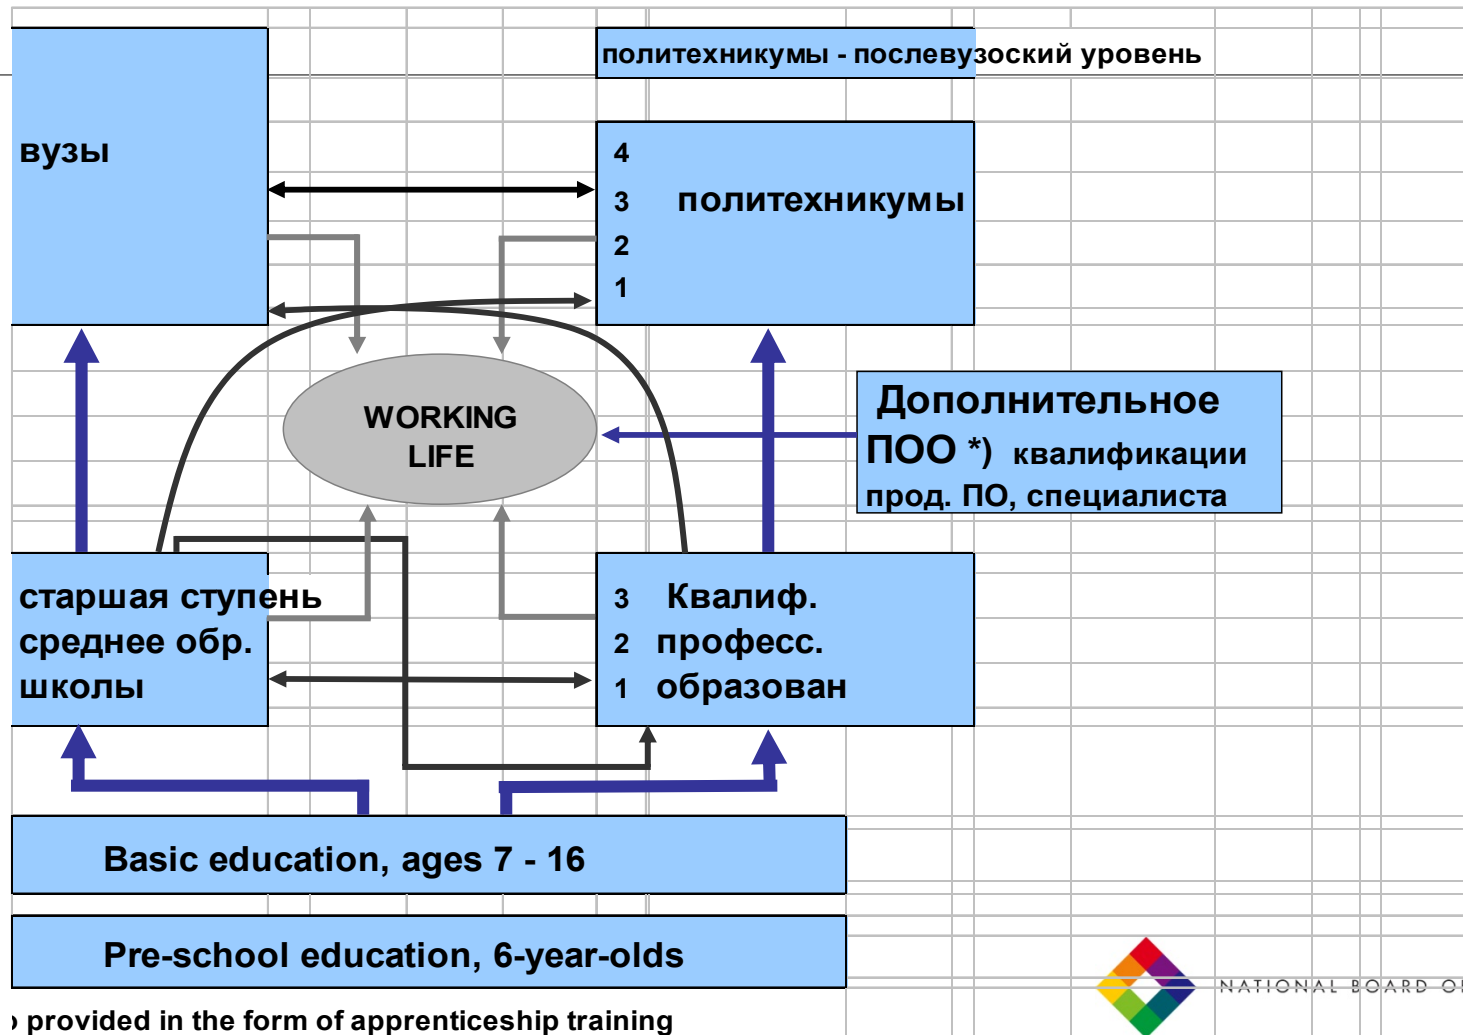 политехникумы - послевузоский уровень
вузы
4
3 политехникумы
2
1
WORKING
LIFE
Дополнительное
ПОО *) квалификации
прод. ПО, специалиста
старшая ступень
среднее обр.
школы
3 Квалиф.
2 професс.
1 образован
Basic education, ages 7 - 16
Pre-school education, 6-year-olds
NATIONAL BOARD
provided in the form of apprenticeship training